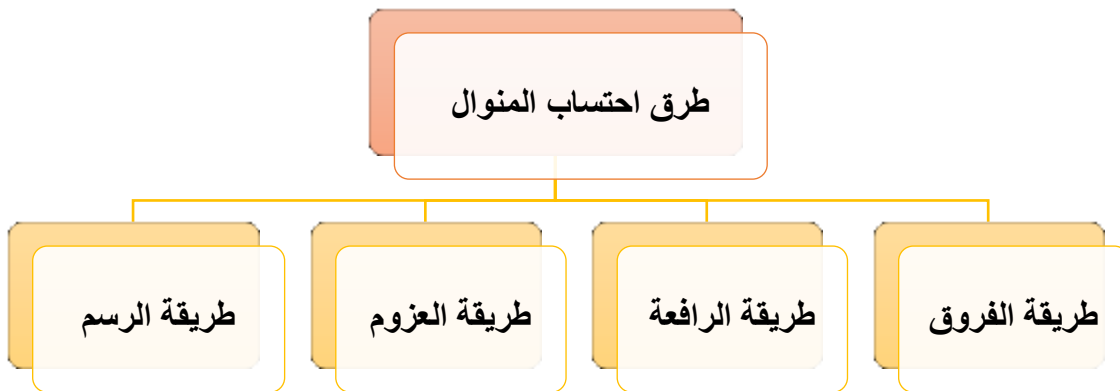 طرق احتساب المنوال
طريقة الفروق
طريقة الرافعة
طريقة العزوم
طريقة الرسم